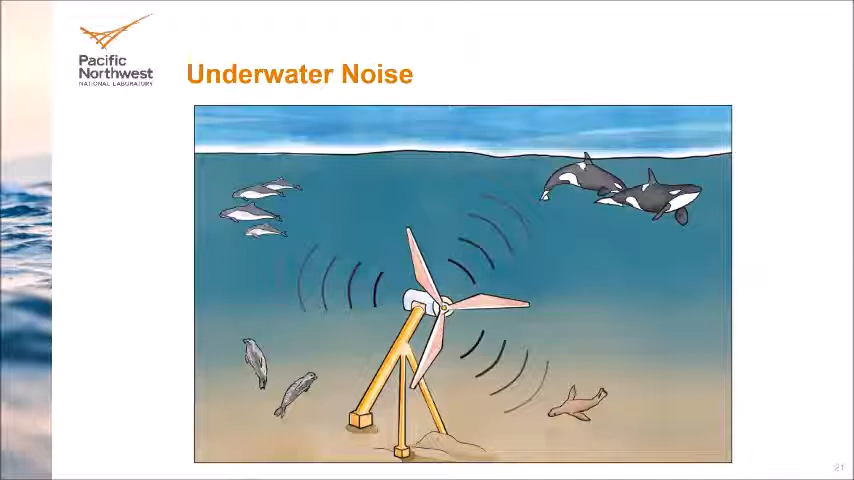 Pacific
Northwest
NATIONAL LABORATORY
Underwater Noise
21